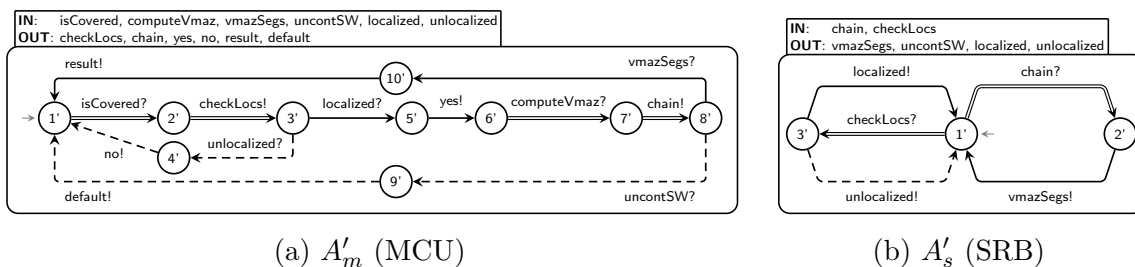 IN: isCovered, computeVmaz, vmazSegs, uncontSW, localized, unlocalized
OUT: checkLocs, chain, yes, no, result, default
result!
10'
vmazSegs?
1'
isCovered?
2'
checkLocs!
3'
localized?
5'
yes!
6'
computeVmaz?
7'
chain!
8'
no!
4'
unlocalized?
default!
9'
uncontSW?
(a) A'm (MCU)
IN: chain, checkLocs
OUT: vmazSegs, uncontSW, localized, unlocalized
localized!
chain?
3'
checkLocs?
1'
2'
unlocalized!
vmazSegs!
(b) A's (SRB)